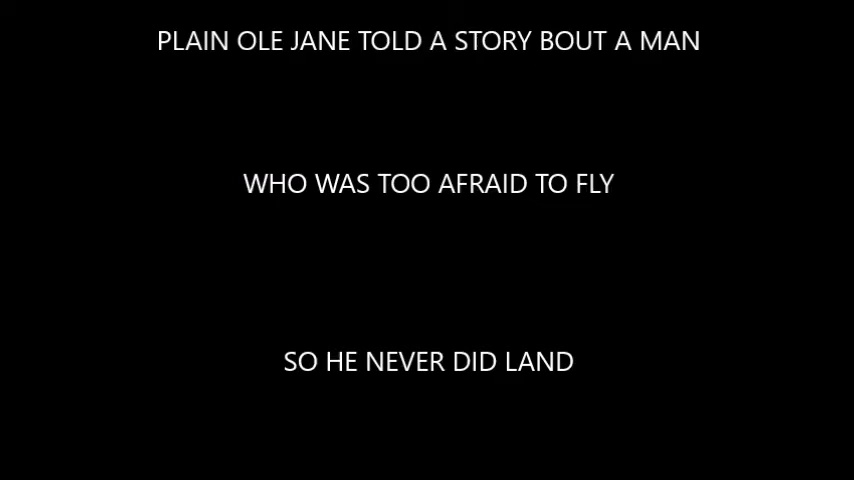 PLAIN OLE JANE TOLD A STORY BOUT A MAN
WHO WAS TOO AFRAID TO FLY
SO HE NEVER DID LAND